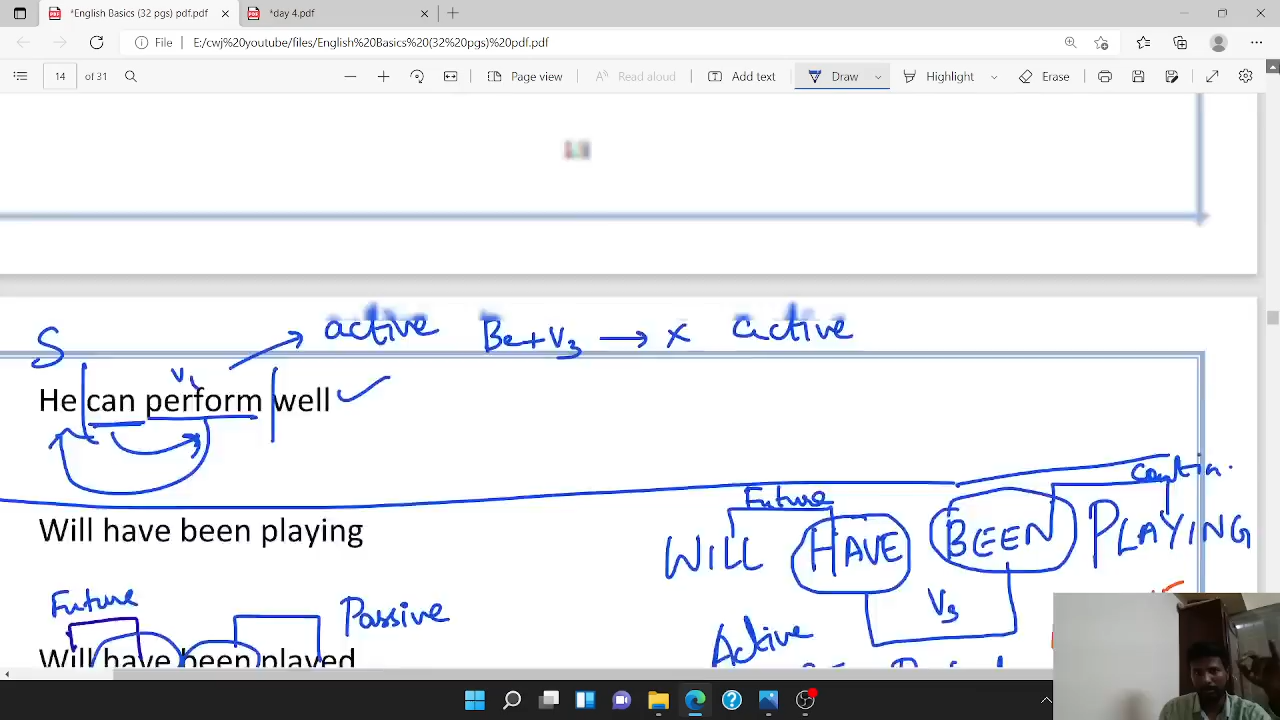 *English Basics (32 pgs) pdf.pdf
*day 4.pdf
File E:/cwj%20youtube/files/English%20Basics%20(32%20pgs)%20pdf.pdf
14 of 31 Page view Read aloud Add text Draw Highlight Erase
13
S active Be+V3 → x active
V1
He can perform well
contin.
Future
Will have been playing
WILL HAVE BEEN PLAYING
Future
Passive
V3
Active
Will have been played